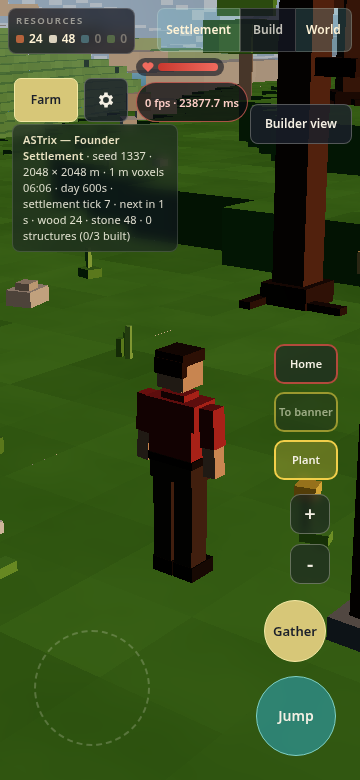 RESOURCES
24 48 0 0
Settlement Build World
Farm
0 fps · 23877.7 ms
Builder view
ASTrix — Founder
Settlement · seed 1337 ·
2048 × 2048 m · 1 m voxels
06:06 · day 600s ·
settlement tick 7 · next in 1
s · wood 24 · stone 48 · 0
structures (0/3 built)
Home
To banner
Plant
+
-
Gather
Jump